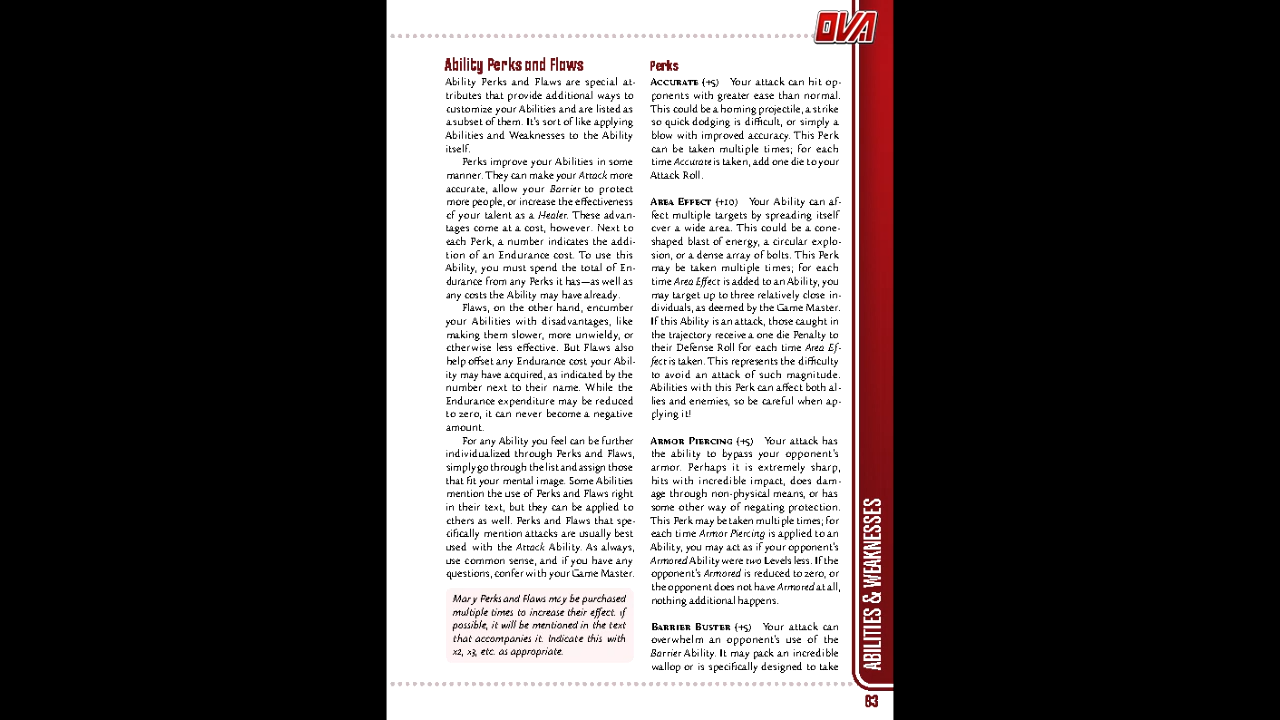 OVA
Ability Perks and Flaws
Ability Perks and Flaws are special at-
tributes that provide additional ways to
customize your Abilities and are listed as
a subset of them. It's sort of like applying
Abilities and Weaknesses to the Ability
itself.
Perks improve your Abilities in some
manner. They can make your Attack more
accurate, allow your Barrier to protect
more people, or increase the effectiveness
of your talent as a Healer. These advan-
tages come at a cost, however. Next to
each Perk, a number indicates the addi-
tion of an Endurance cost. To use this
Ability, you must spend the total of En-
durance from any Perks it has—as well as
any costs the Ability may have already.
Flaws, on the other hand, encumber
your Abilities with disadvantages, like
making them slower, more unwieldy, or
otherwise less effective. But Flaws also
help offset any Endurance cost your Abil-
ity may have acquired, as indicated by the
number next to their name. While the
Endurance expenditure may be reduced
to zero, it can never become a negative
amount.
For any Ability you feel can be further
individualized through Perks and Flaws,
simply go through the list and assign those
that fit your mental image. Some Abilities
mention the use of Perks and Flaws right
in their text, but they can be applied to
others as well. Perks and Flaws that spe-
cifically mention attacks are usually best
used with the Attack Ability. As always,
use common sense, and if you have any
questions, confer with your Game Master.
Many Perks and Flaws may be purchased
multiple times to increase their effect. If
possible, it will be mentioned in the text
that accompanies it. Indicate this with
x2, x3, etc. as appropriate.
Perks
Accurate (+5) Your attack can hit op-
ponents with greater ease than normal.
This could be a homing projectile, a strike
so quick dodging is difficult, or simply a
blow with improved accuracy. This Perk
can be taken multiple times; for each
time Accurate is taken, add one die to your
Attack Roll.
Area Effect (+10) Your Ability can af-
fect multiple targets by spreading itself
over a wide area. This could be a cone-
shaped blast of energy, a circular explo-
sion, or a dense array of bolts. This Perk
may be taken multiple times; for each
time Area Effect is added to an Ability, you
may target up to three relatively close in-
dividuals, as deemed by the Game Master.
If this Ability is an attack, those caught in
the trajectory receive a one die Penalty to
their Defense Roll for each time Area Ef-
fect is taken. This represents the difficulty
to avoid an attack of such magnitude.
Abilities with this Perk can affect both al-
lies and enemies, so be careful when ap-
plying it!
Armor Piercing (+5) Your attack has
the ability to bypass your opponent's
armor. Perhaps it is extremely sharp,
hits with incredible impact, does dam-
age through non-physical means, or has
some other way of negating protection.
This Perk may be taken multiple times; for
each time Armor Piercing is applied to an
Ability, you may act as if your opponent's
Armored Ability were two Levels less. If the
opponent's Armored is reduced to zero, or
the opponent does not have Armored at all,
nothing additional happens.
Barrier Buster (+5) Your attack can
overwhelm an opponent's use of the
Barrier Ability. It may pack an incredible
wallop or is specifically designed to take
ABILITIES & WEAKNESSES
83